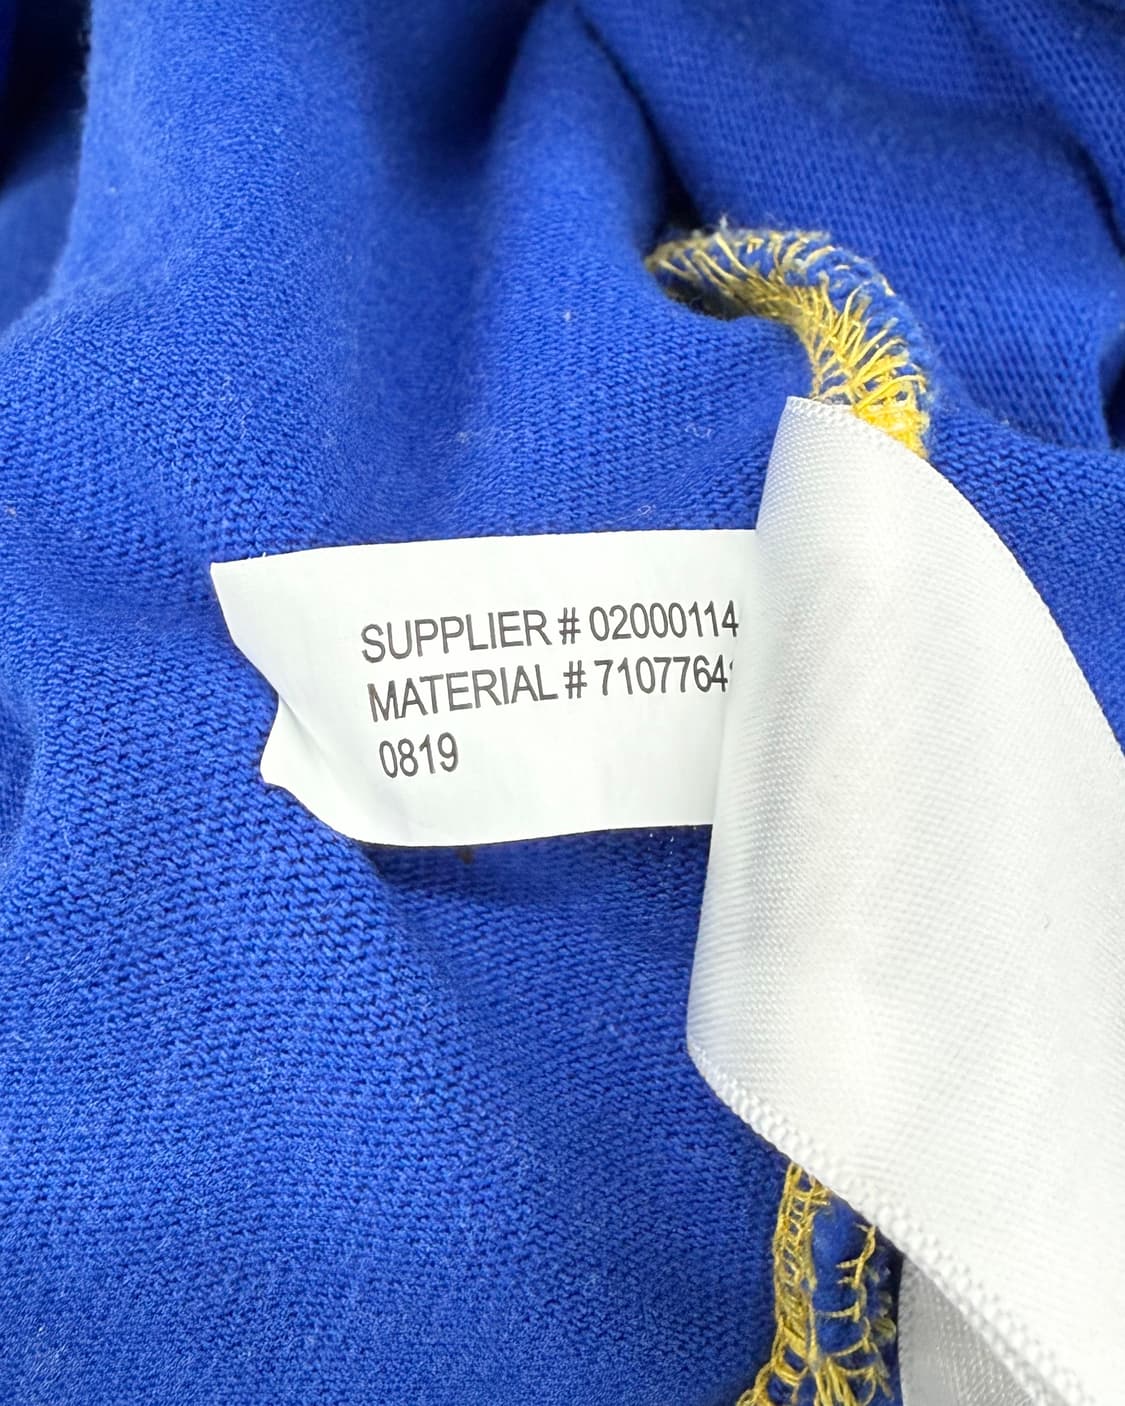 SUPPLIER # 02000114
MATERIAL # 7107764
0819